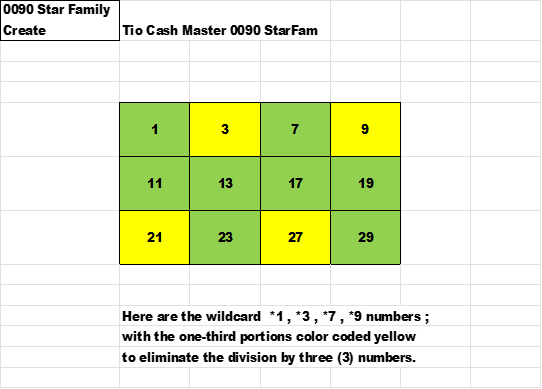 0090 Star Family
Create Tio Cash Master 0090 StarFam
1 3 7 9
11 13 17 19
21 23 27 29
Here are the wildcard *1 , *3 , *7 , *9 numbers ;
with the one-third portions color coded yellow
to eliminate the division by three (3) numbers.